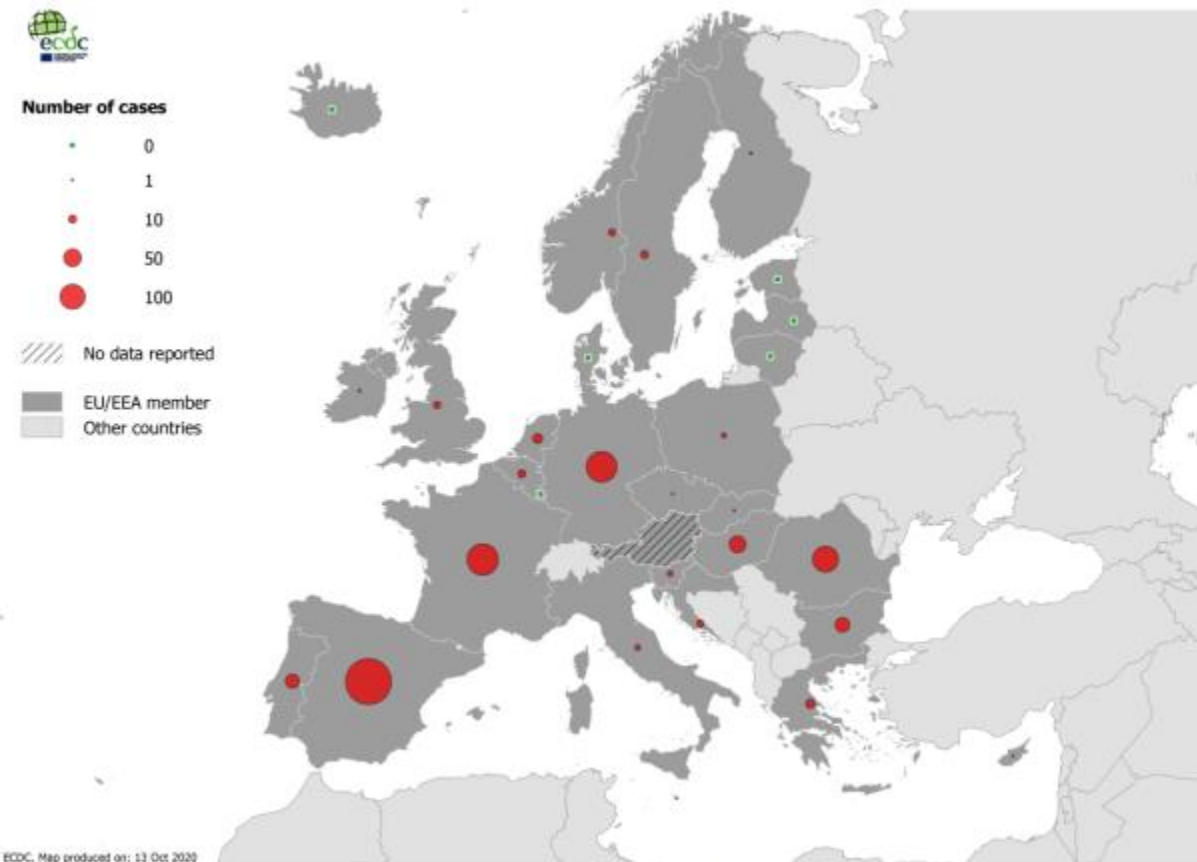 ecdc
Number of cases
0
1
10
50
100
No data reported
EU/EEA member
Other countries
ECDC. Map produced on: 13 Oct 2020